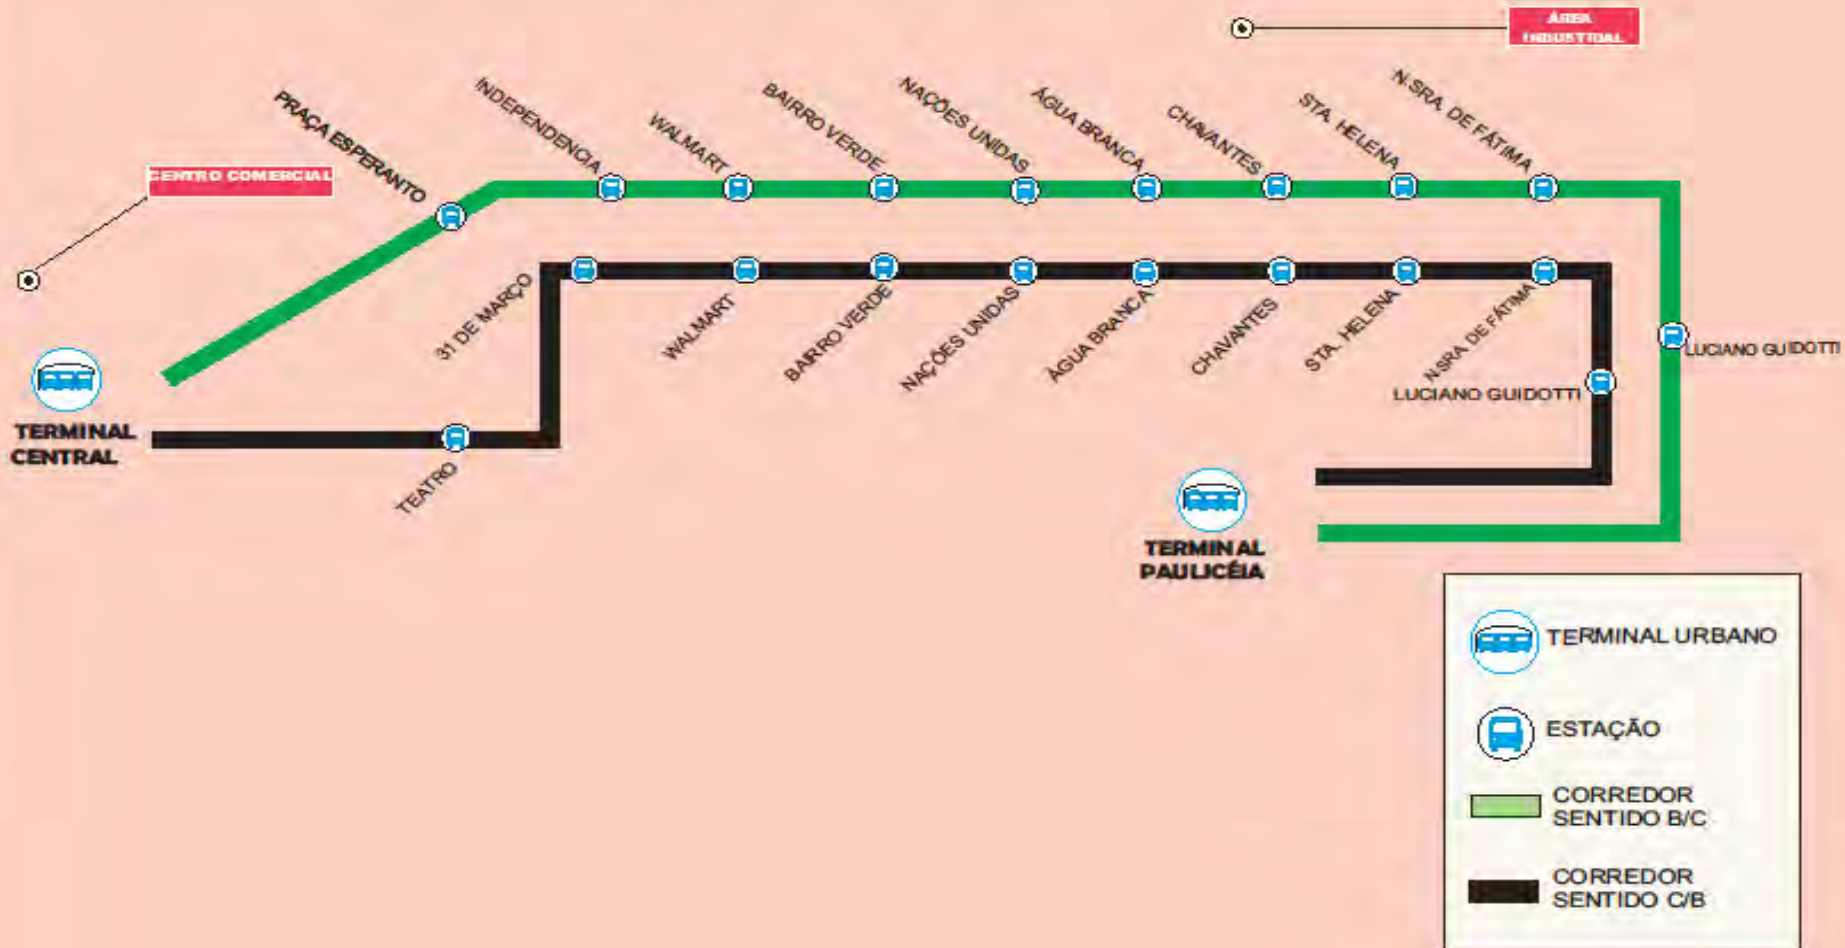 ÁREA
INDUSTRIAL
CENTRO COMERCIAL
PRAÇA ESPERANTO
INDEPENDENCIA
WALMART
BAIRRO VERDE
NAÇÕES UNIDAS
ÁGUA BRANCA
CHAVANTES
STA. HELENA
N.SRA. DE FÁTIMA
31 DE MARÇO
WALMART
BAIRRO VERDE
NAÇÕES UNIDAS
ÀGUA BRANCA
CHAVANTES
STA. HELENA
N.SRA. DE FÁTIMA
LUCIANO GUIDOTTI
LUCIANO GUIDOTTI
TERMINAL
CENTRAL
TEATRO
TERMINAL
PAULICÉIA
TERMINAL URBANO
ESTAÇÃO
CORREDOR
SENTIDO B/C
CORREDOR
SENTIDO C/B